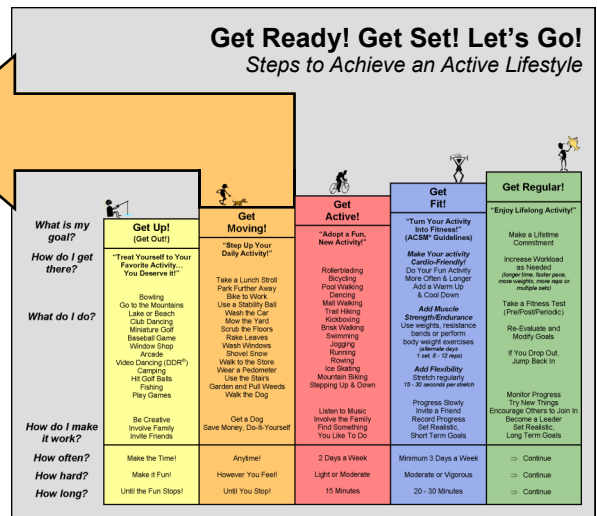 Get Ready! Get Set! Let's Go!
Steps to Achieve an Active Lifestyle
What is my
goal?
How do I get
there?
What do I do?
How do I make
it work?
How often?
How hard?
How long?
Get Up!
(Get Out!)
"Treat Yourself to Your
Favorite Activity…
You Deserve it!"
Bowling
Go to the Mountains
Lake or Beach
Club Dancing
Miniature Golf
Baseball Game
Window Shop
Arcade
Video Dancing (DDR®)
Camping
Hit Golf Balls
Fishing
Play Games
Be Creative
Involve Family
Invite Friends
Make the Time!
Make it Fun!
Until the Fun Stops!
Get
Moving!
"Step Up Your
Daily Activity!"
Take a Lunch Stroll
Park Further Away
Bike to Work
Use a Stability Ball
Wash the Car
Mow the Yard
Scrub the Floors
Rake Leaves
Wash Windows
Shovel Snow
Walk to the Store
Wear a Pedometer
Use the Stairs
Garden and Pull Weeds
Walk the Dog
Get a Dog
Save Money, Do-It-Yourself
Anytime!
However You Feel!
Until You Stop!
Get
Active!
"Adopt a Fun,
New Activity!"
Rollerblading
Bicycling
Pool Walking
Dancing
Mall Walking
Trail Hiking
Kickboxing
Brisk Walking
Swimming
Jogging
Running
Rowing
Ice Skating
Mountain Biking
Stepping Up & Down
Listen to Music
Involve the Family
Find Something
You Like To Do
2 Days a Week
Light or Moderate
15 Minutes
Get
Fit!
"Turn Your Activity
Into Fitness!"
(ACSM* Guidelines)
Make Your activity
Cardio-Friendly!
Do Your Fun Activity
More Often & Longer
Add a Warm Up
& Cool Down
Add Muscle
Strength/Endurance
Use weights, resistance
bands or perform
body weight exercises
(alternate days
1 set, 8 - 12 reps)
Add Flexibility
Stretch regularly
15 - 30 seconds per stretch
Progress Slowly
Invite a Friend
Record Progress
Set Realistic,
Short Term Goals
Minimum 3 Days a Week
Moderate or Vigorous
20 - 30 Minutes
Get Regular!
"Enjoy Lifelong Activity!"
Make a Lifetime
Commitment
Increase Workload
as Needed
(longer time, faster pace,
more weights, more reps or
multiple sets)
Take a Fitness Test
(Pre/Post/Periodic)
Re-Evaluate and
Modify Goals
If You Drop Out,
Jump Back In
Monitor Progress
Try New Things
Encourage Others to Join In
Become a Leader
Set Realistic,
Long Term Goals
⇒ Continue
⇒ Continue
⇒ Continue